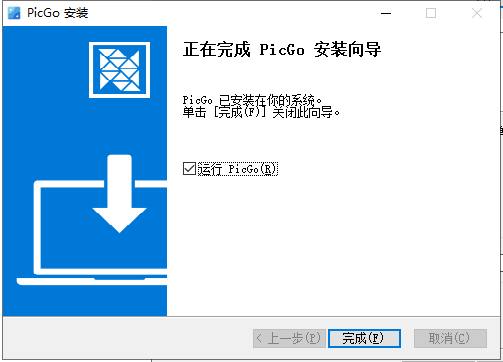 PicGo 安装
正在完成 PicGo 安装向导
PicGo 已安装在你的系统。
单击 [完成(F)] 关闭此向导。
运行 PicGo(R)
< 上一步(P)
完成(F)
取消(C)